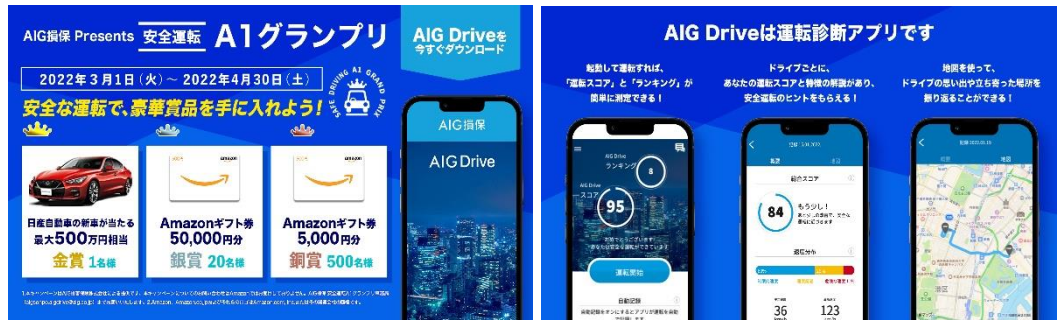 AIG損保 Presents 安全運転 A1グランプリ
2022年3月1日(火)～2022年4月30日(土)
安全な運転で、豪華賞品を手に入れよう！
SAFE DRIVING A1 GRAND PRIX
日産自動車の新車が当たる
最大500万円相当
金賞 1名様
amazon
Amazonギフト券
50,000円分
銀賞 20名様
amazon
Amazonギフト券
5,000円分
銅賞 500名様
AIG Driveを
今すぐダウンロード
AIG損保
AIG Drive
AIG Driveは運転診断アプリです
起動して運転すれば、
「運転スコア」と「ランキング」が
簡単に測定できる！
AIG Drive
ランキング
8
AIG Drive
スコア
95
運転開始
自動記録
ドライブごとに、
あなたの運転スコアと特徴の解説があり、
安全運転のヒントをもらえる！
総合スコア
84
もう少し！
速度分布
36
km/h
123
地図を使って、
ドライブの思い出や立ち寄った場所を
振り返ることができる！
概要
地図
港区